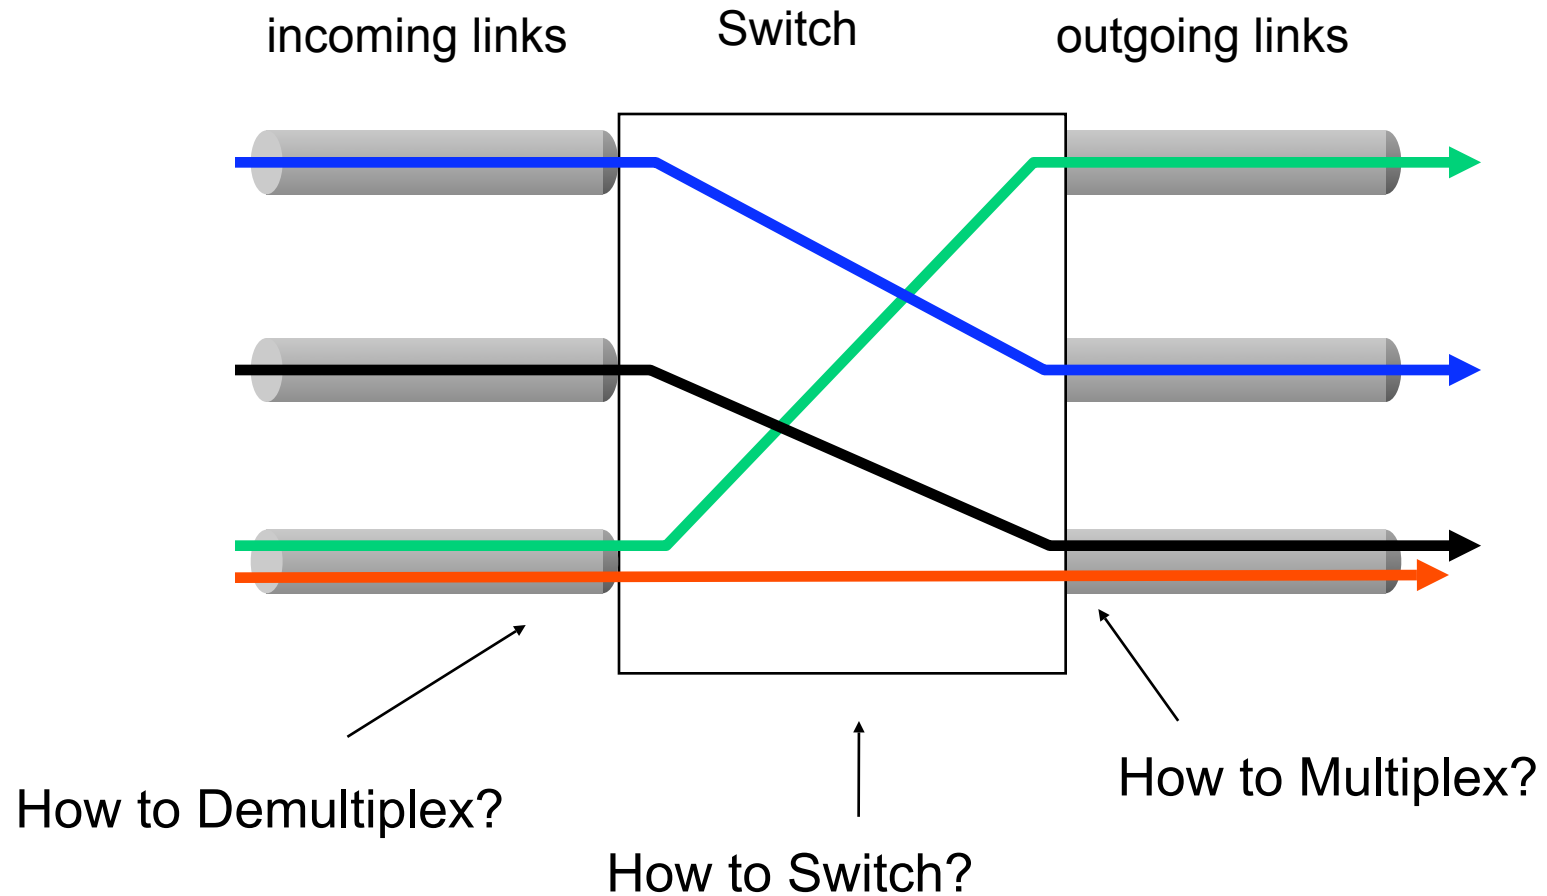 incoming links
Switch
outgoing links
How to Demultiplex?
How to Multiplex?
How to Switch?